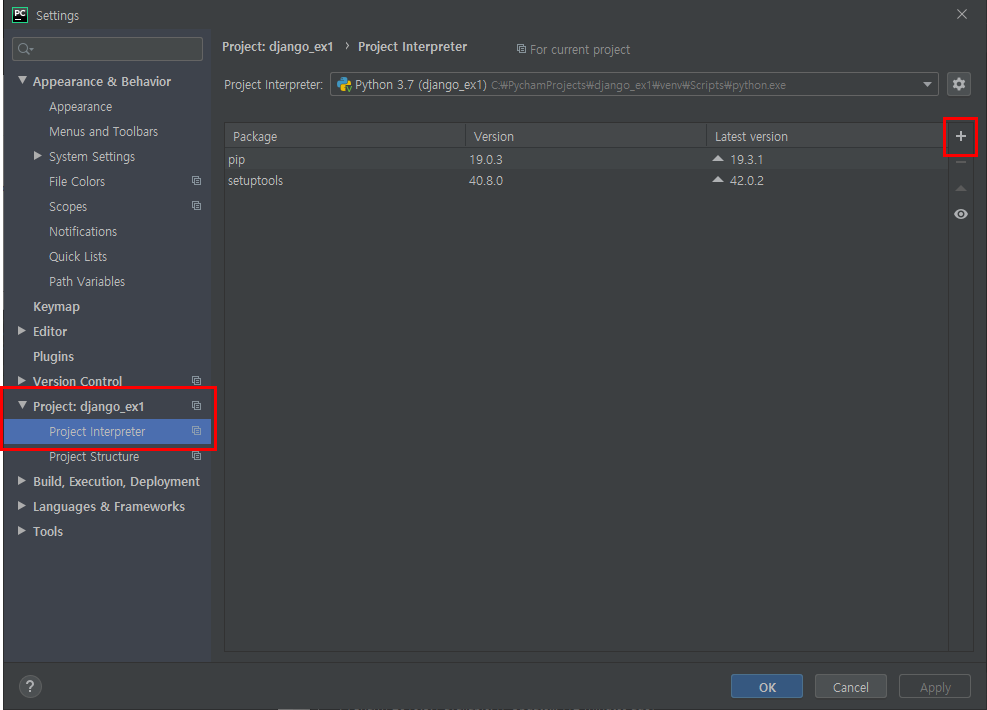 PC Settings
Project: django_ex1 › Project Interpreter For current project
Appearance & Behavior
Appearance
Menus and Toolbars
System Settings
File Colors
Scopes
Notifications
Quick Lists
Path Variables
Keymap
Editor
Plugins
Version Control
Project: django_ex1
Project Interpreter
Project Structure
Build, Execution, Deployment
Languages & Frameworks
Tools
Project Interpreter: Python 3.7 (django_ex1) C:₩PychamProjects₩django_ex1₩venv₩Scripts₩python.exe
Package Version Latest version
pip 19.0.3 19.3.1
setuptools 40.8.0 42.0.2
? OK Cancel Apply